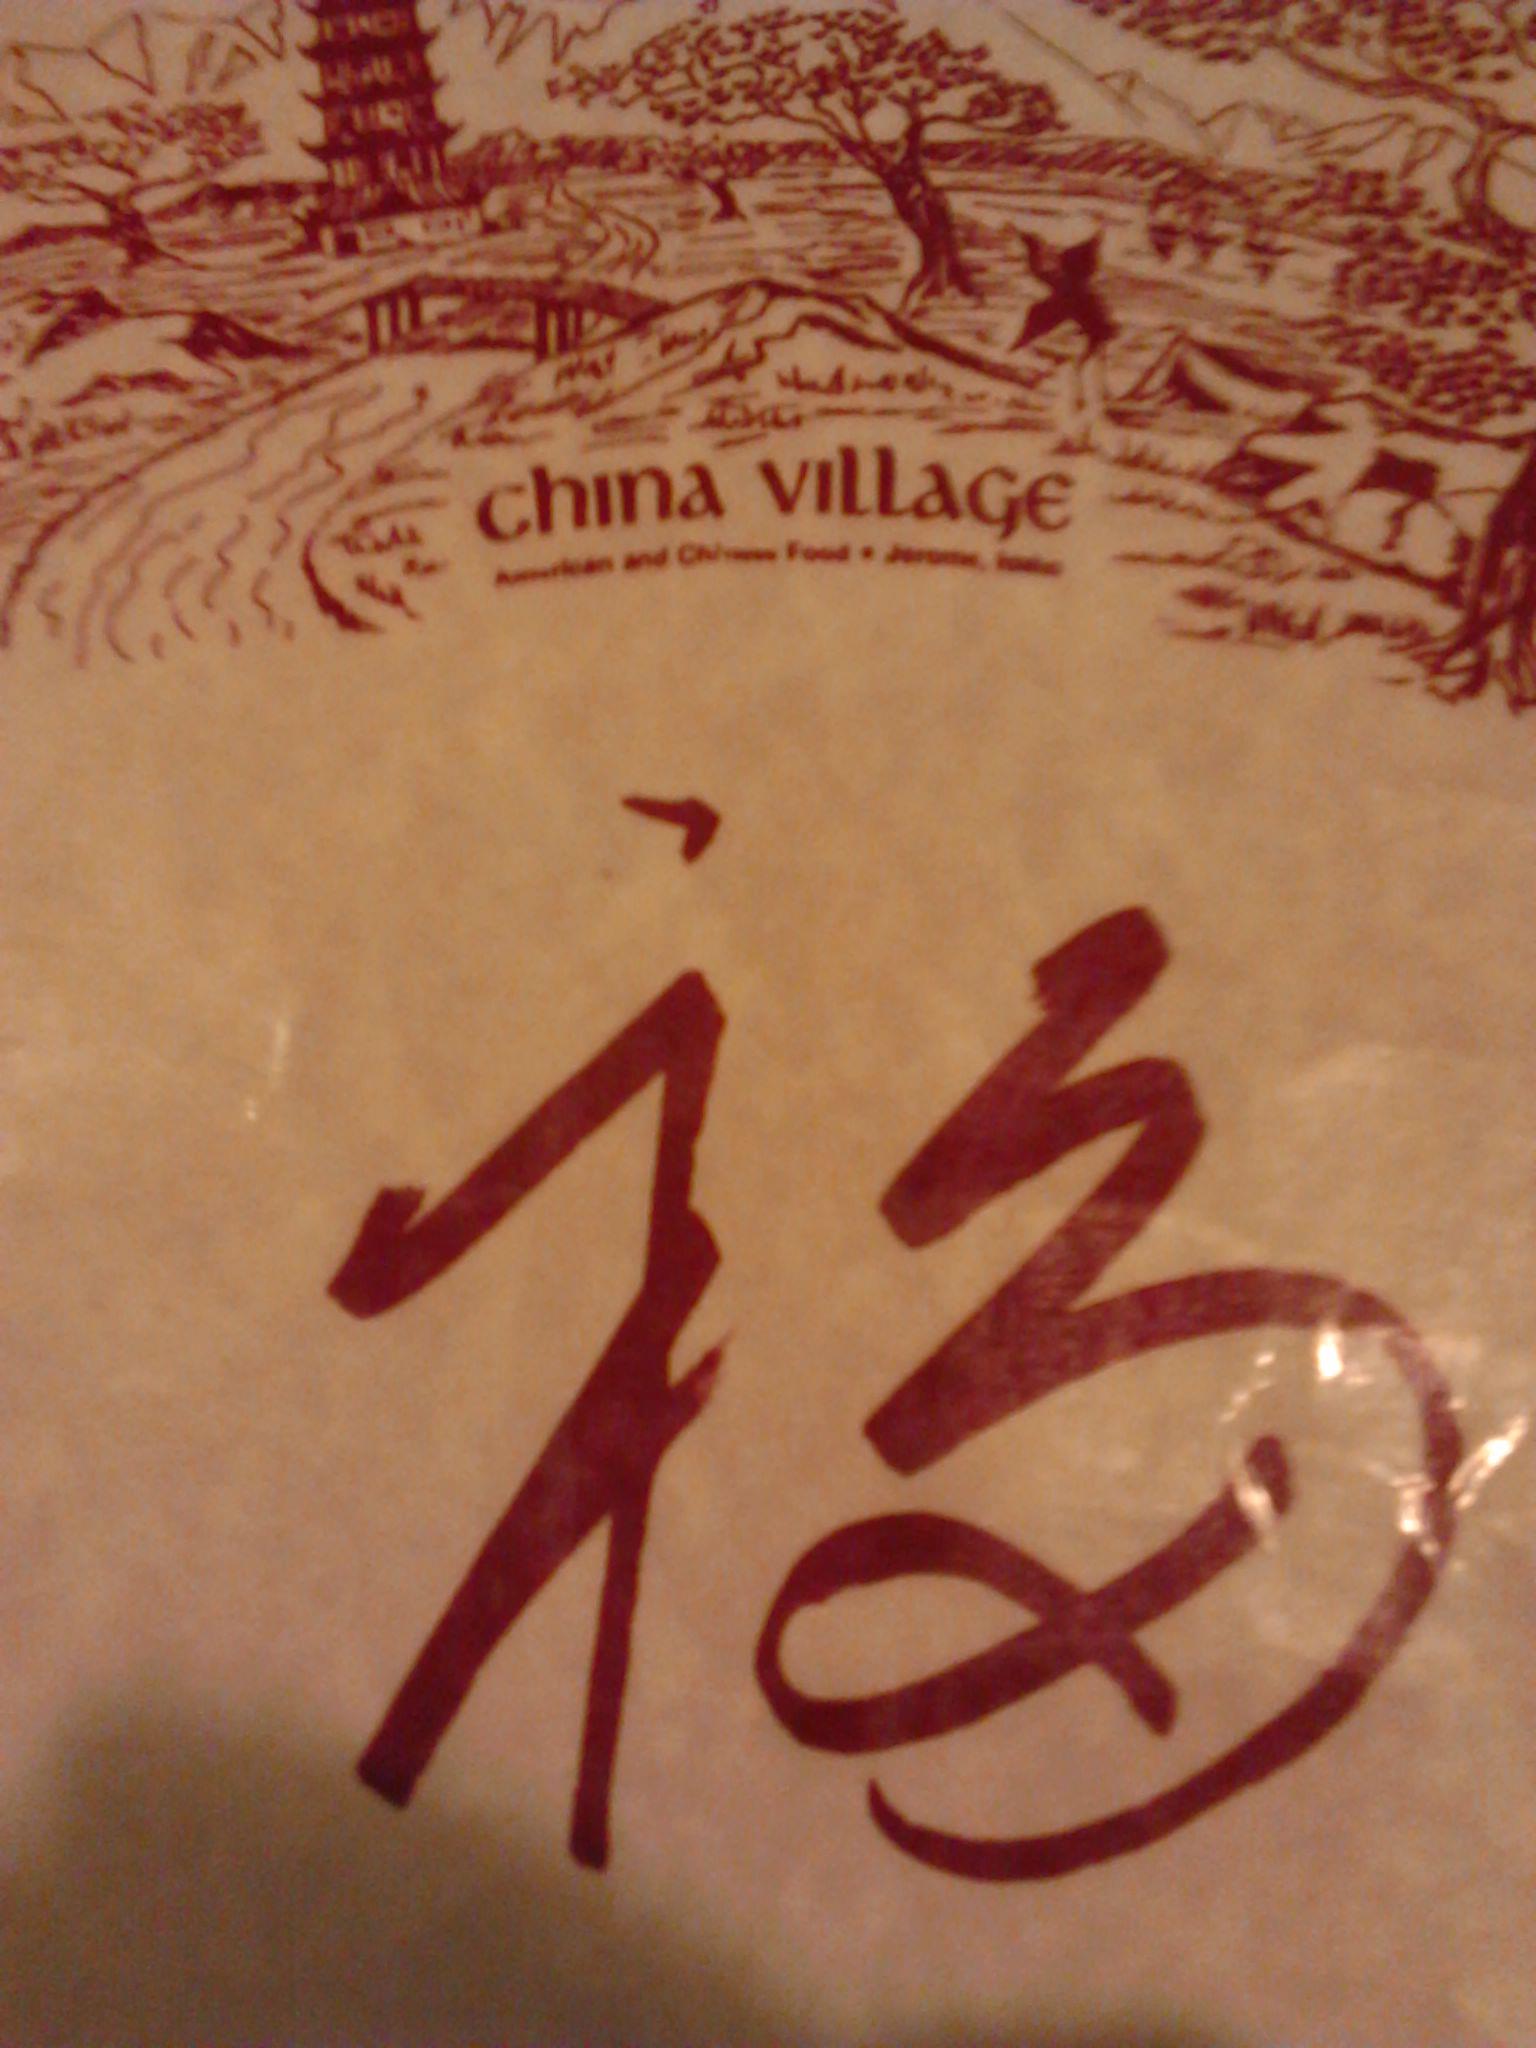 China Village
American and Chinese Food • Jerome, Idaho
福